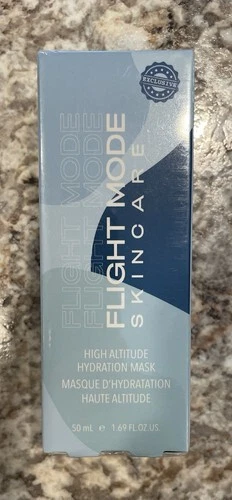 EXCLUSIVE
FLIGHT MODE
FLIGHT MODE
FLIGHT MODE
SKINCARE
HIGH ALTITUDE
HYDRATION MASK
MASQUE D'HYDRATATION
HAUTE ALTITUDE
50 mL ℮ 1.69 FL.OZ.US.